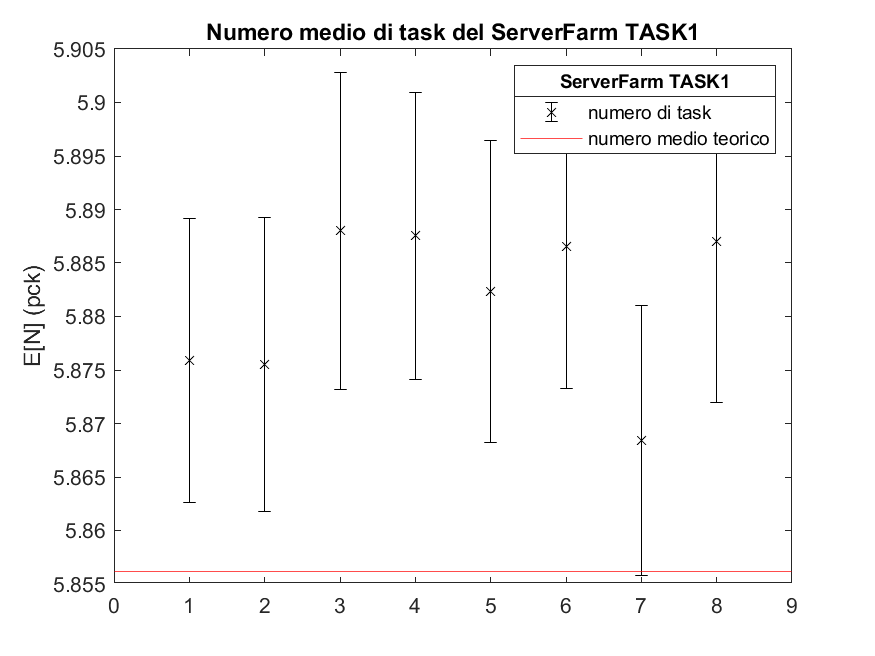 Numero medio di task del ServerFarm TASK1
5.905
5.9
5.895
5.89
5.885
5.88
5.875
5.87
5.865
5.86
5.855
E[N] (pck)
ServerFarm TASK1
numero di task
numero medio teorico
0 1 2 3 4 5 6 7 8 9